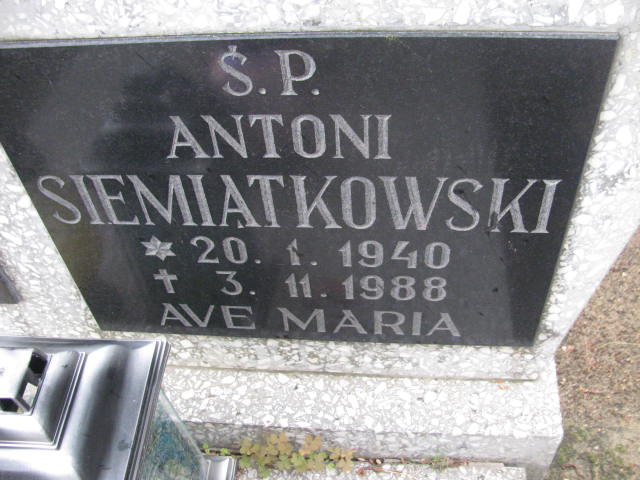 Ś.P.
ANTONI
SIEMIĄTKOWSKI
* 20. 1. 1940
† 3. 11. 1988
AVE MARIA